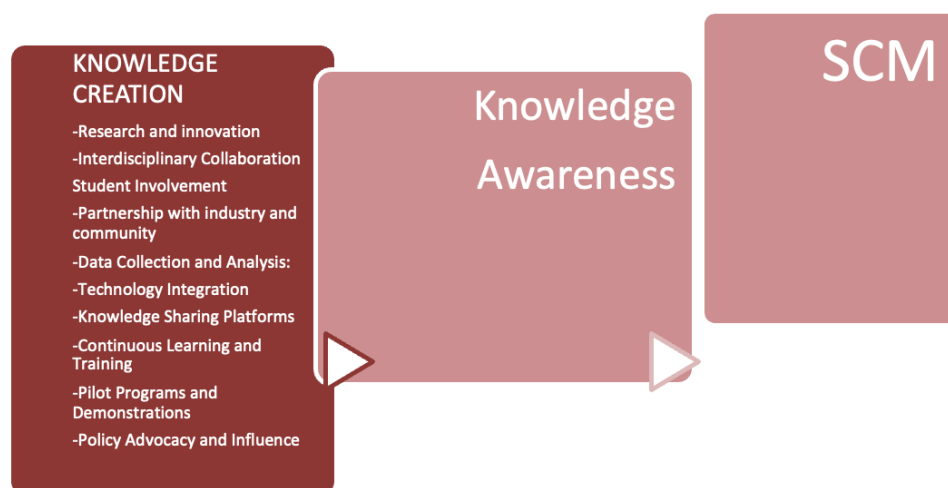 KNOWLEDGE
CREATION
-Research and innovation
-Interdisciplinary Collaboration
Student Involvement
-Partnership with industry and
community
-Data Collection and Analysis:
-Technology Integration
-Knowledge Sharing Platforms
-Continuous Learning and
Training
-Pilot Programs and
Demonstrations
-Policy Advocacy and Influence
Knowledge
Awareness
SCM